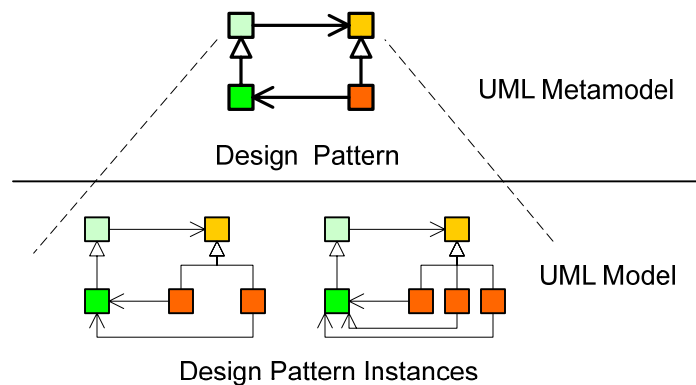 UML Metamodel
Design Pattern
UML Model
Design Pattern Instances